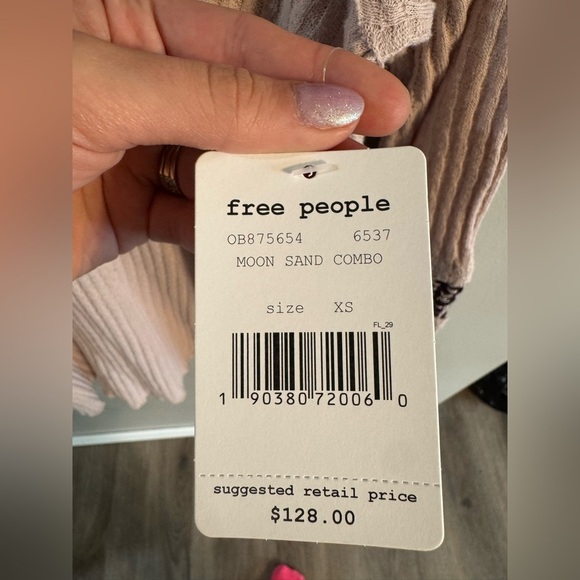 free people
OB875654 6537
MOON SAND COMBO
size XS
FL_29
1 90380 72006 0
suggested retail price
$128.00